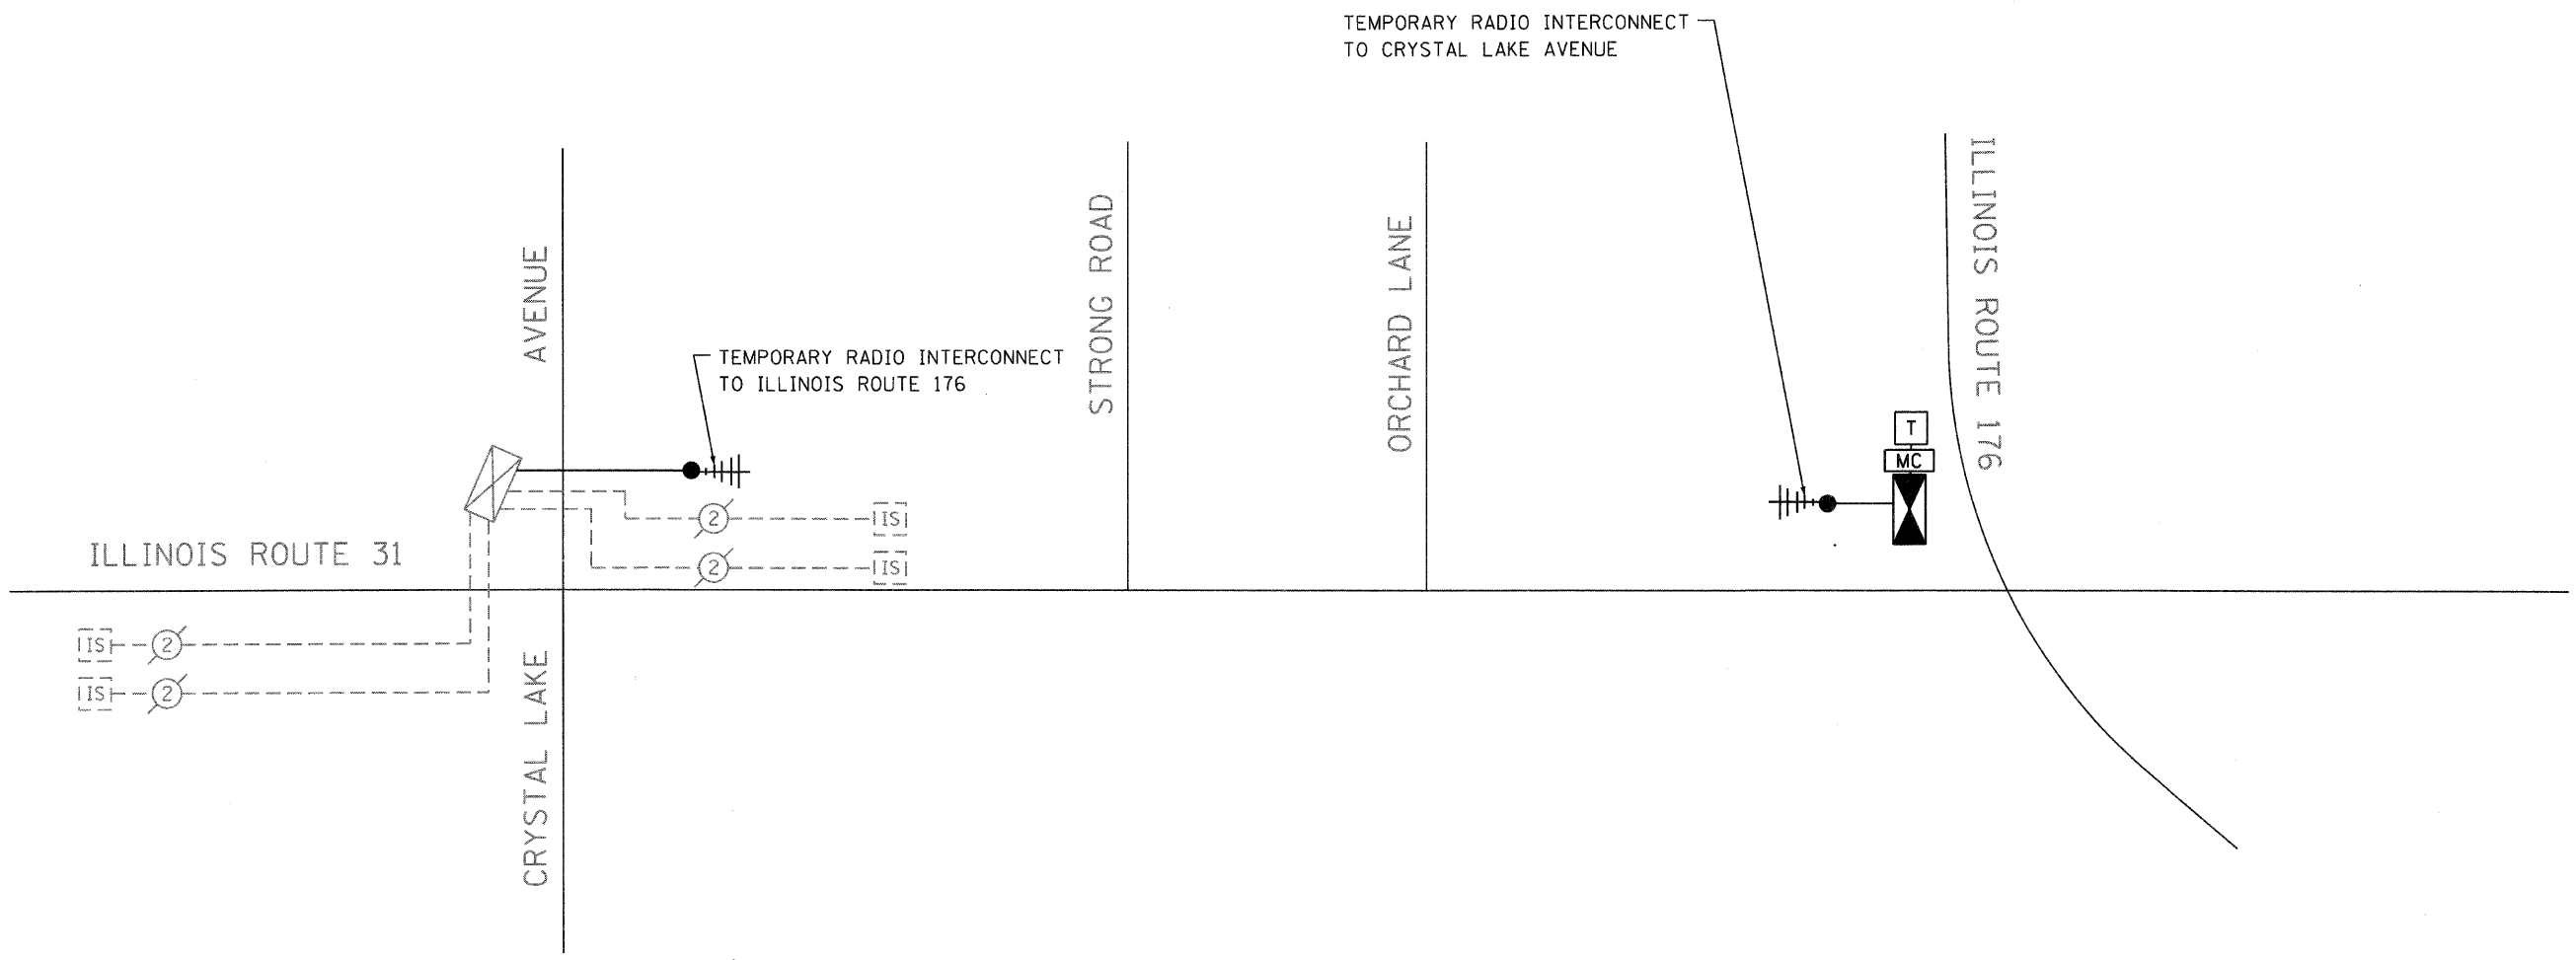 TEMPORARY RADIO INTERCONNECT
TO CRYSTAL LAKE AVENUE
ILLINOIS ROUTE 176
STRONG ROAD
ORCHARD LANE
AVENUE
TEMPORARY RADIO INTERCONNECT
TO ILLINOIS ROUTE 176
T
MC
2
IS
ILLINOIS ROUTE 31
2
IS
IS
2
IS
2
CRYSTAL LAKE